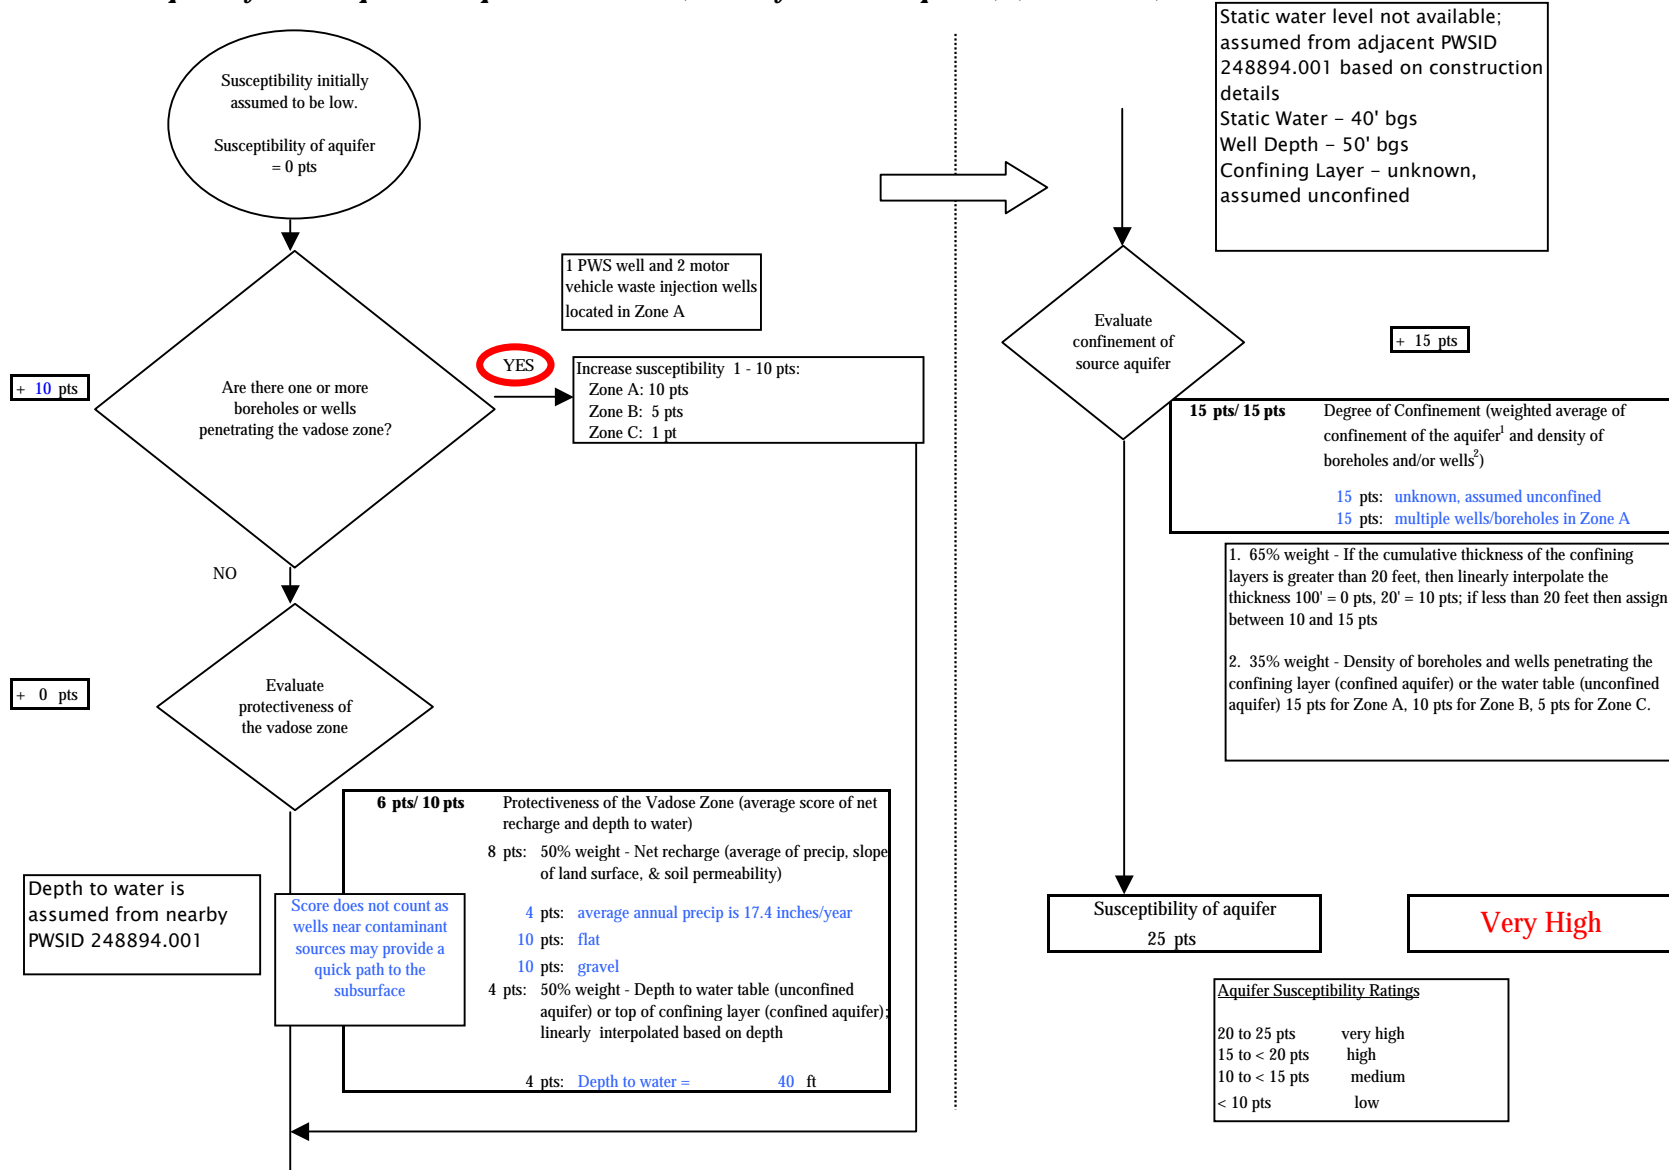 Susceptibility initially
assumed to be low.
Susceptibility of aquifer
= 0 pts
+ 10 pts
Are there one or more
boreholes or wells
penetrating the vadose zone?
YES
1 PWS well and 2 motor
vehicle waste injection wells
located in Zone A
Increase susceptibility 1 - 10 pts:
Zone A: 10 pts
Zone B: 5 pts
Zone C: 1 pt
NO
+ 0 pts
Evaluate
protectiveness of
the vadose zone
Depth to water is
assumed from nearby
PWSID 248894.001
Score does not count as
wells near contaminant
sources may provide a
quick path to the
subsurface
6 pts/ 10 pts Protectiveness of the Vadose Zone (average score of net
recharge and depth to water)
8 pts: 50% weight - Net recharge (average of precip, slope
of land surface, & soil permeability)
4 pts: average annual precip is 17.4 inches/year
10 pts: flat
10 pts: gravel
4 pts: 50% weight - Depth to water table (unconfined
aquifer) or top of confining layer (confined aquifer);
linearly interpolated based on depth
4 pts: Depth to water = 40 ft
Static water level not available;
assumed from adjacent PWSID
248894.001 based on construction
details
Static Water – 40' bgs
Well Depth – 50' bgs
Confining Layer – unknown,
assumed unconfined
Evaluate
confinement of
source aquifer
+ 15 pts
15 pts/ 15 pts Degree of Confinement (weighted average of
confinement of the aquifer1 and density of
boreholes and/or wells2)
15 pts: unknown, assumed unconfined
15 pts: multiple wells/boreholes in Zone A
1. 65% weight - If the cumulative thickness of the confining
layers is greater than 20 feet, then linearly interpolate the
thickness 100' = 0 pts, 20' = 10 pts; if less than 20 feet then assign
between 10 and 15 pts
2. 35% weight - Density of boreholes and wells penetrating the
confining layer (confined aquifer) or the water table (unconfined
aquifer) 15 pts for Zone A, 10 pts for Zone B, 5 pts for Zone C.
Susceptibility of aquifer
25 pts
Very High
Aquifer Susceptibility Ratings
20 to 25 pts very high
15 to < 20 pts high
10 to < 15 pts medium
< 10 pts low